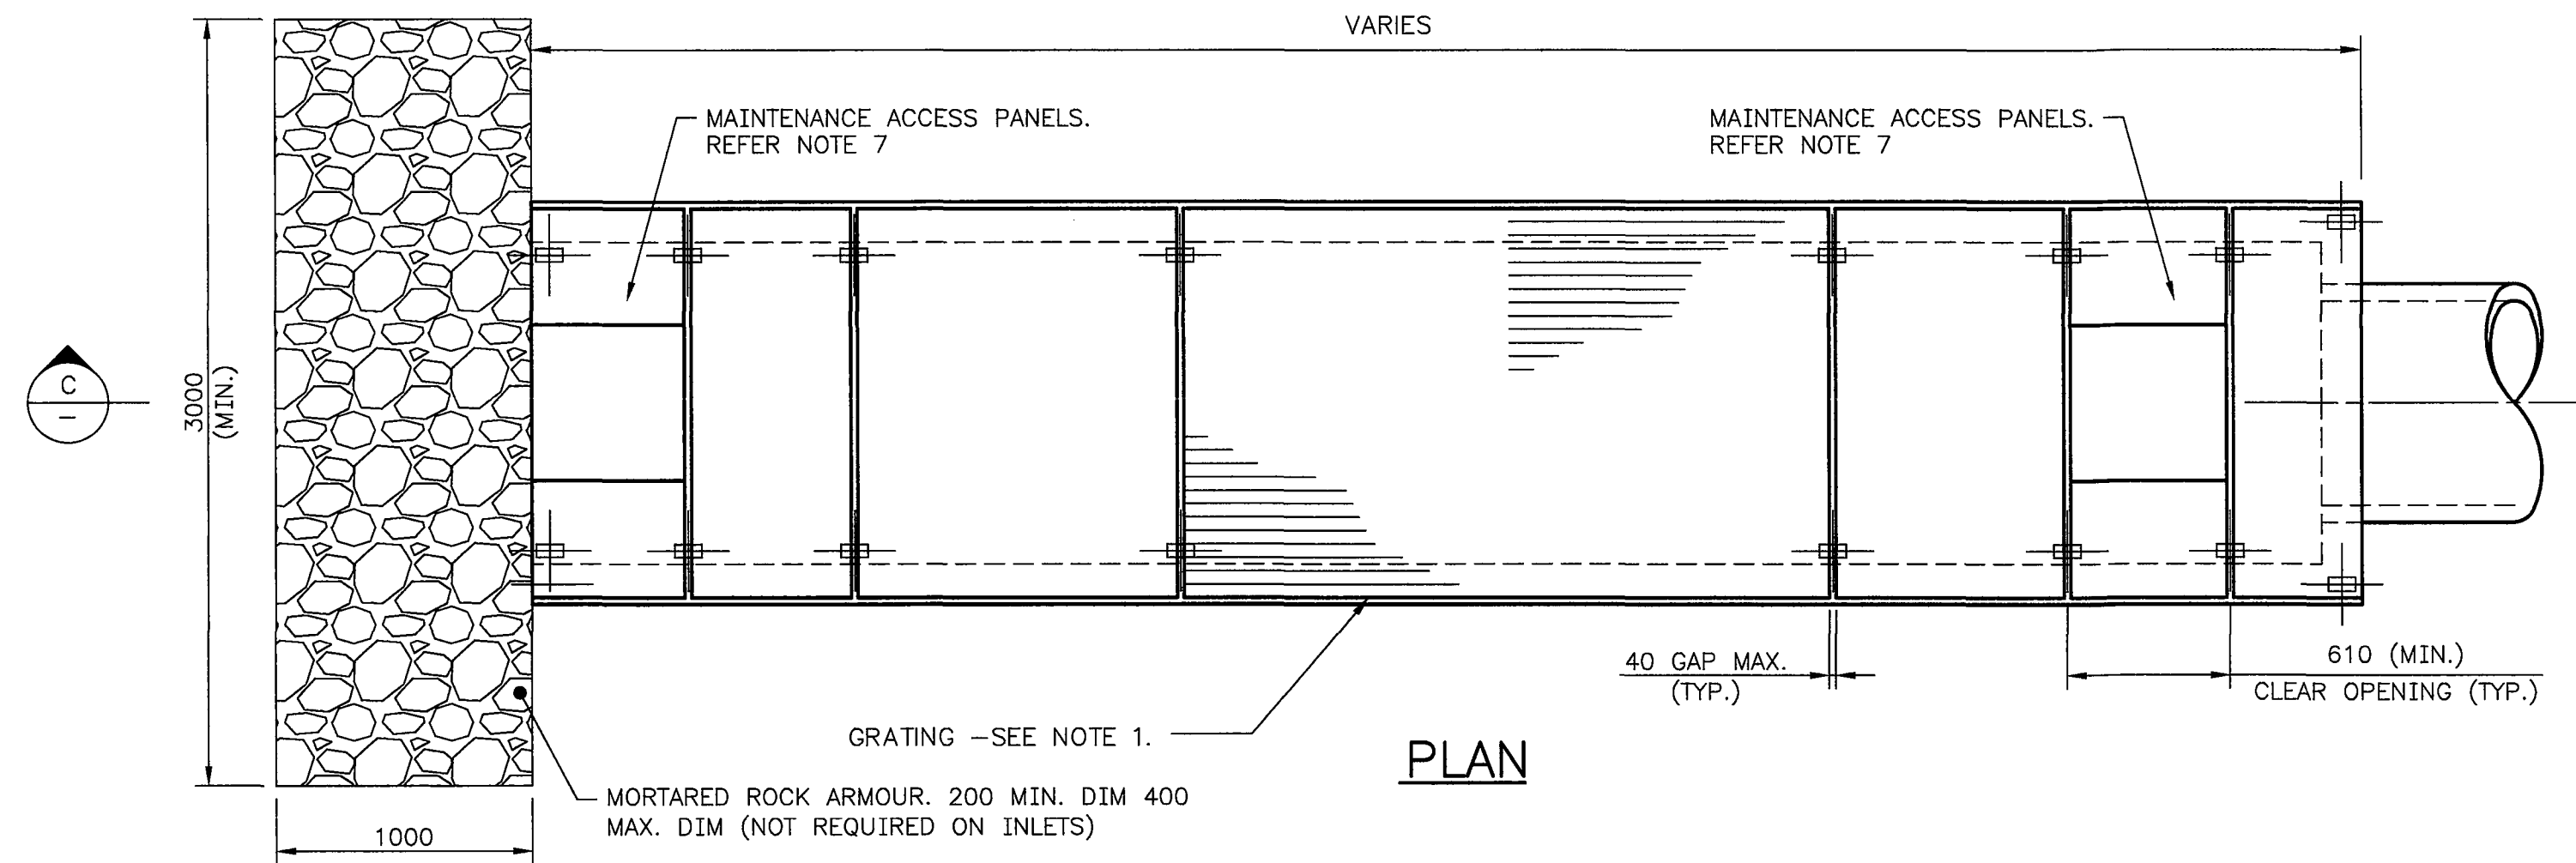 VARIES
MAINTENANCE ACCESS PANELS.
REFER NOTE 7
MAINTENANCE ACCESS PANELS.
REFER NOTE 7
C
–
3000
(MIN.)
40 GAP MAX.
(TYP.)
610 (MIN.)
CLEAR OPENING (TYP.)
GRATING –SEE NOTE 1.
PLAN
MORTARED ROCK ARMOUR. 200 MIN. DIM 400
MAX. DIM (NOT REQUIRED ON INLETS)
1000